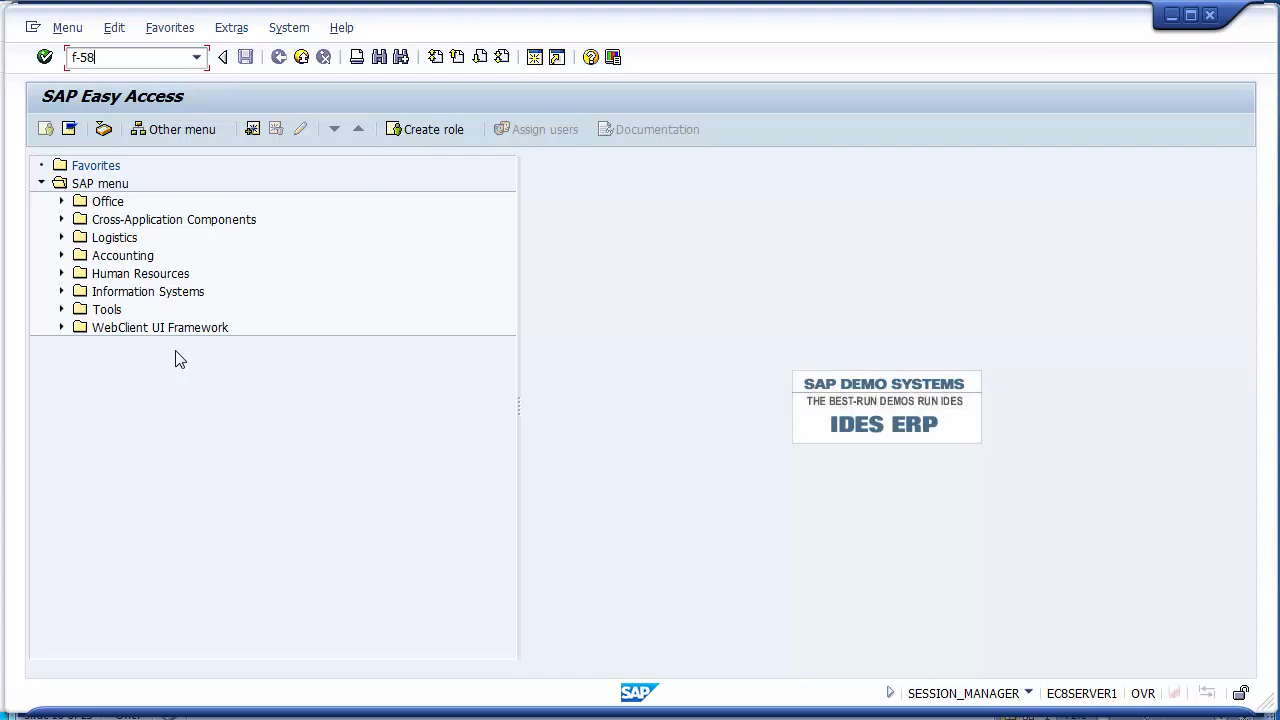 Menu Edit Favorites Extras System Help
f-58
SAP Easy Access
Other menu Create role Assign users Documentation
Favorites
SAP menu
Office
Cross-Application Components
Logistics
Accounting
Human Resources
Information Systems
Tools
WebClient UI Framework
SAP DEMO SYSTEMS
THE BEST-RUN DEMOS RUN IDES
IDES ERP
SAP
SESSION_MANAGER ECCSERVER1 OVR